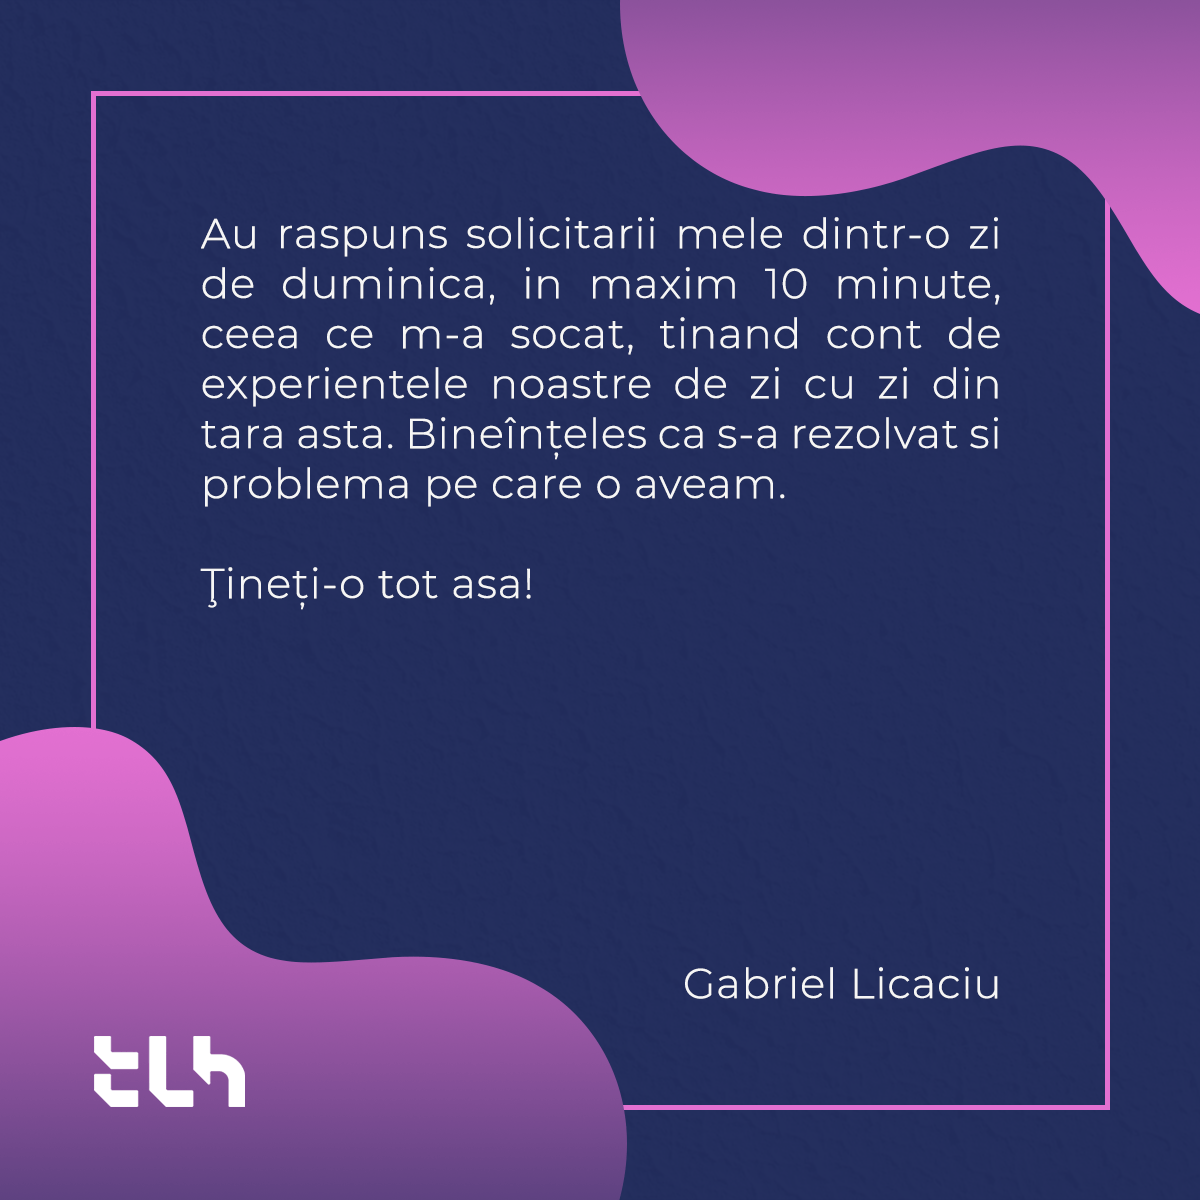 Au raspuns solicitarii mele dintr-o zi
de duminica, in maxim 10 minute,
ceea ce m-a socat, tinand cont de
experientele noastre de zi cu zi din
tara asta. Bineînțeles ca s-a rezolvat si
problema pe care o aveam.
Ţineți-o tot asa!
Gabriel Licaciu
tlh